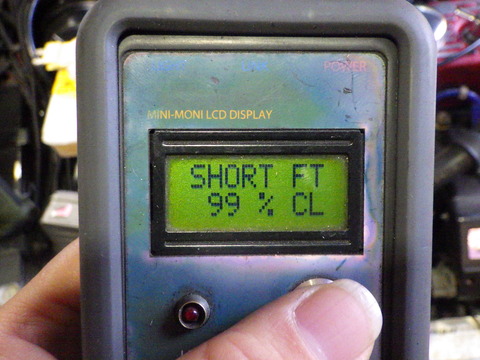 POWER
MINI-MONI LCD DISPLAY
SHORT FT
99 % CL